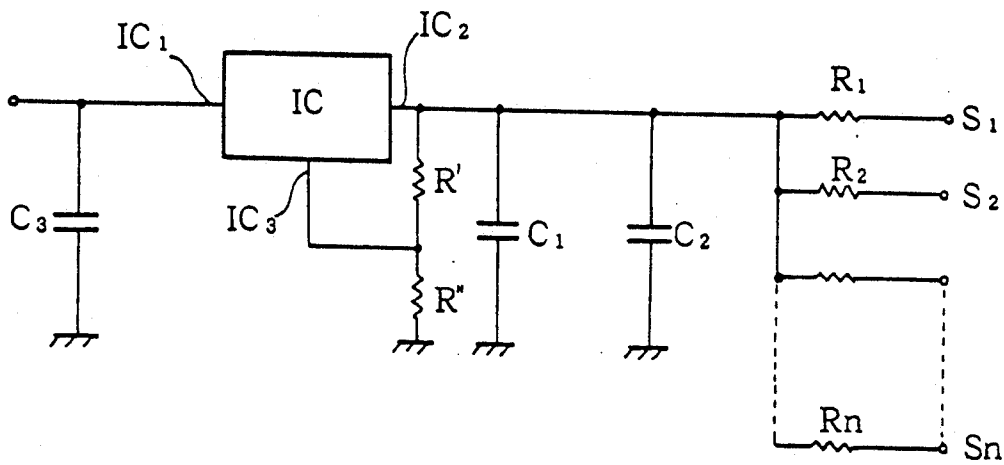 IC₁
IC₂
IC
R₁
S₁
R'
R₂
S₂
C₃
IC₃
C₁
C₂
R"
Rn
Sn